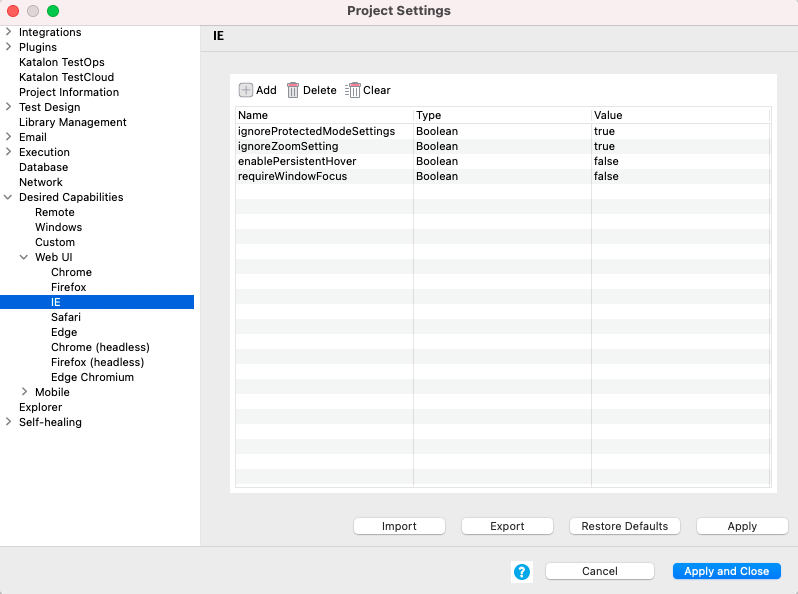 Project Settings
Integrations
Plugins
Katalon TestOps
Katalon TestCloud
Project Information
Test Design
Library Management
Email
Execution
Database
Network
Desired Capabilities
Remote
Windows
Custom
Web UI
Chrome
Firefox
IE
Safari
Edge
Chrome (headless)
Firefox (headless)
Edge Chromium
Mobile
Explorer
Self-healing
IE
Add Delete Clear
Name Type Value
ignoreProtectedModeSettings Boolean true
ignoreZoomSetting Boolean true
enablePersistentHover Boolean false
requireWindowFocus Boolean false
Import Export Restore Defaults Apply
? Cancel Apply and Close